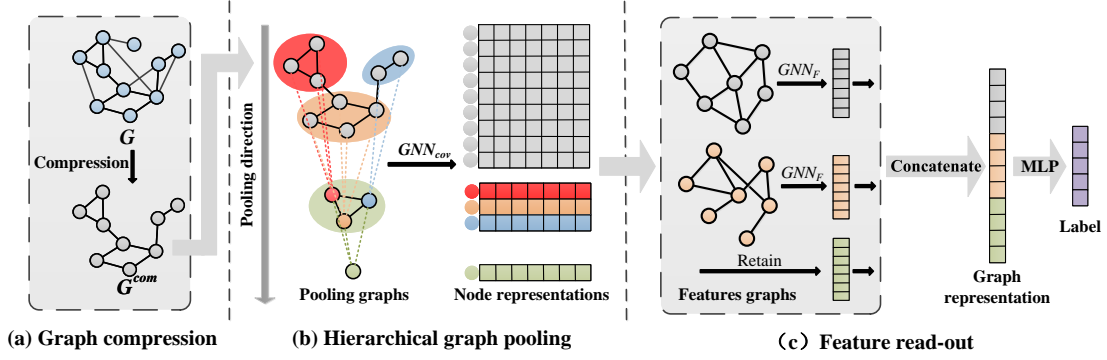 G
Compression
G^com
(a) Graph compression
Pooling direction
GNN_cov
Pooling graphs
Node representations
(b) Hierarchical graph pooling
GNN_F
GNN_F
Retain
Features graphs
Concatenate
MLP
Label
Graph
representation
（c） Feature read-out